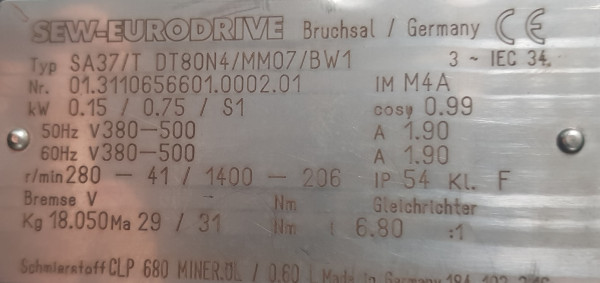 SEW-EURODRIVE Bruchsal / Germany CE
Typ SA37/T DT80N4/MM07/BW1 3 ~ IEC 34
Nr. 01.3110656601.0002.01 IM M4A
kW 0.15 / 0.75 / S1 cosφ 0.99
50Hz V380-500 A 1.90
60Hz V380-500 A 1.90
r/min 280 - 41 / 1400 - 206 IP 54 Kl. F
Bremse V Nm Gleichrichter
Kg 18.050 Ma 29 / 31 Nm i 6.80 :1
Schmierstoff CLP 680 MINER.ÖL / 0.60 l Made in Germany